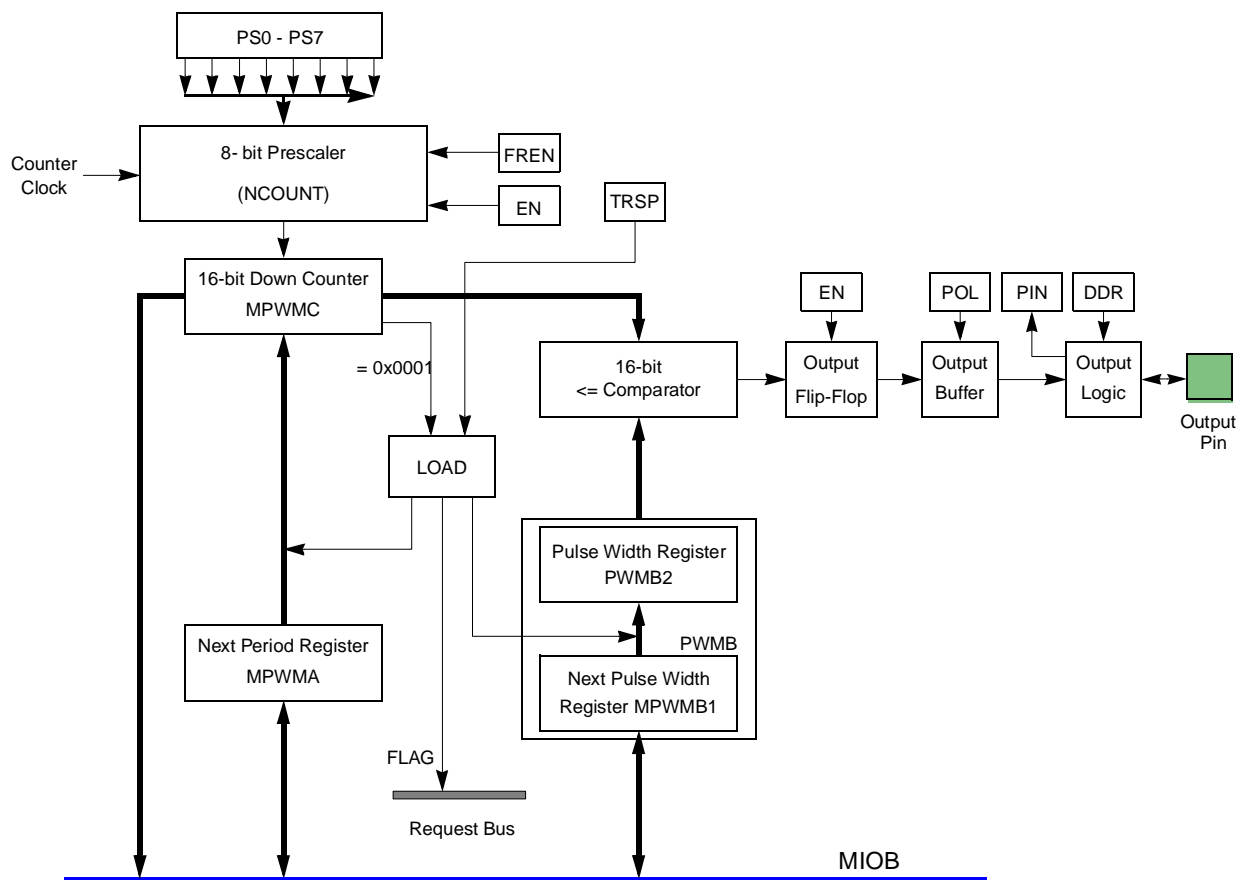 PS0 - PS7
8- bit Prescaler
(NCOUNT)
Counter
Clock
FREN
EN
TRSP
16-bit Down Counter
MPWMC
= 0x0001
16-bit
<= Comparator
EN
Output
Flip-Flop
POL
Output
Buffer
PIN
DDR
Output
Logic
Output
Pin
LOAD
Pulse Width Register
PWMB2
PWMB
Next Pulse Width
Register MPWMB1
Next Period Register
MPWMA
FLAG
Request Bus
MIOB